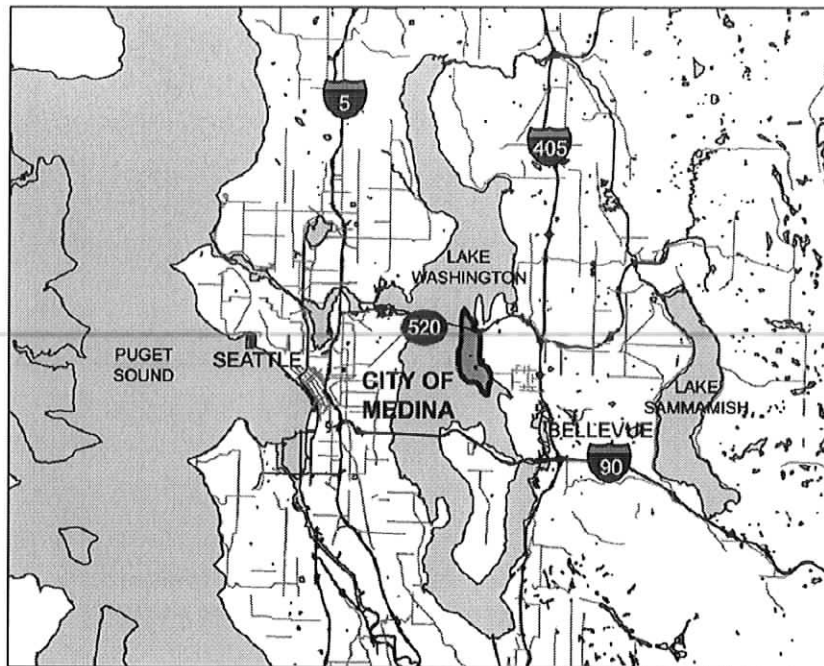 5
405
LAKE
WASHINGTON
520
PUGET
SOUND
SEATTLE
CITY OF
MEDINA
LAKE
SAMMAMISH
BELLEVUE
90